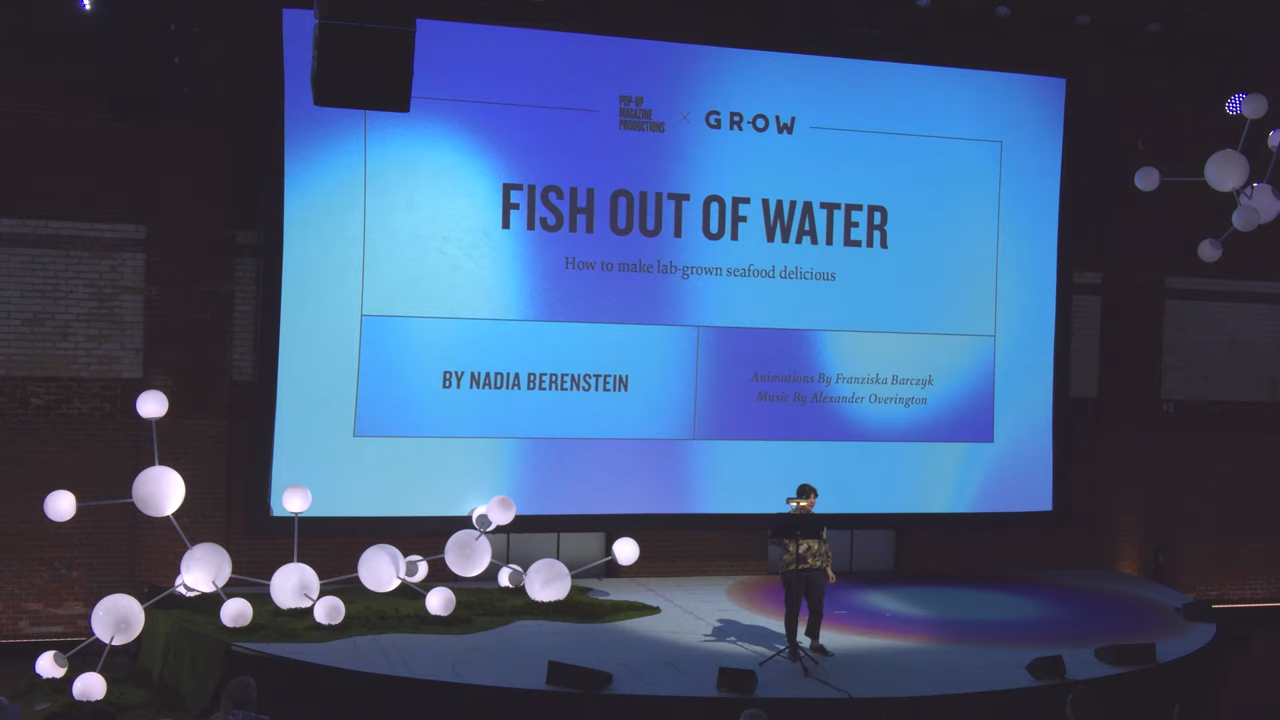 POP-UP
MAGAZINE
PRODUCTIONS
× GROW
FISH OUT OF WATER
How to make lab-grown seafood delicious
BY NADIA BERENSTEIN
Animations By Franziska Barczyk
Music By Alexander Overington